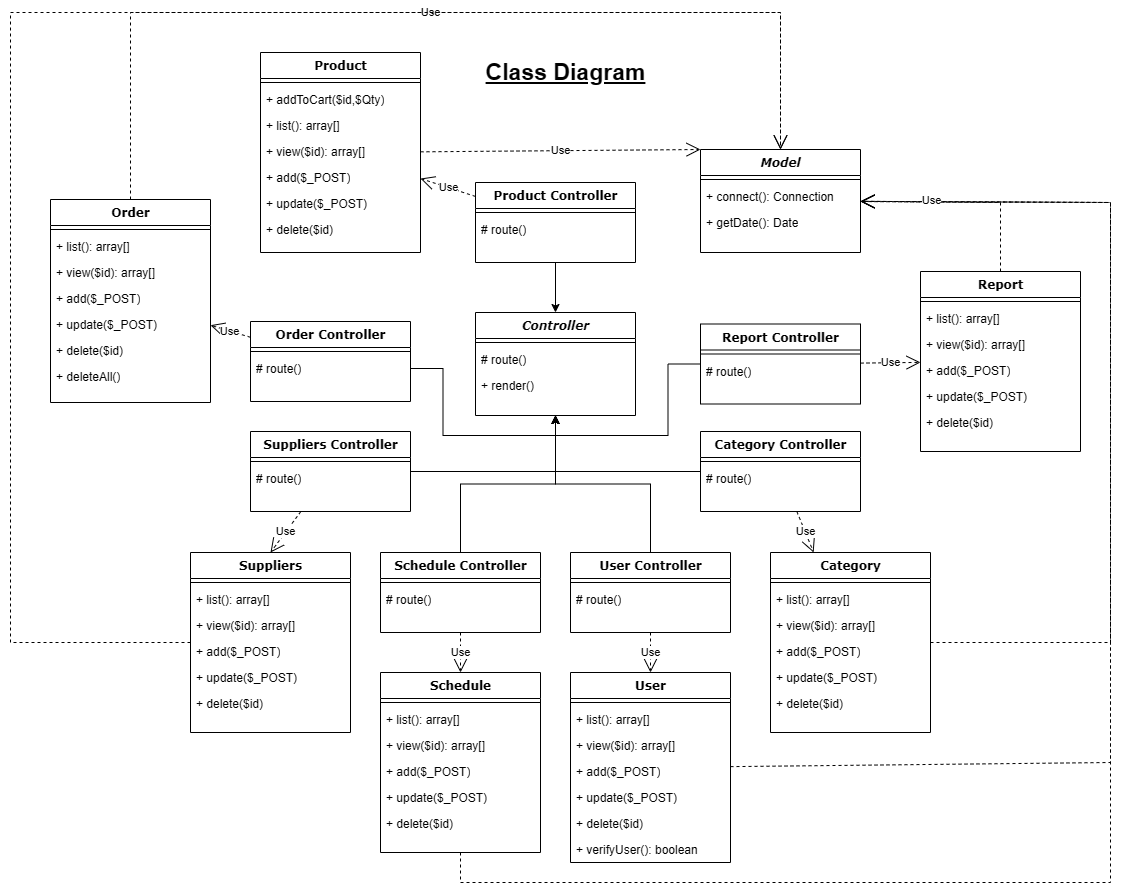 Use
Class Diagram
Product
+ addToCart($id,$Qty)
+ list(): array[]
+ view($id): array[]
+ add($_POST)
+ update($_POST)
+ delete($id)
Use
Use
Model
+ connect(): Connection
+ getDate(): Date
Use
Product Controller
# route()
Order
+ list(): array[]
+ view($id): array[]
+ add($_POST)
+ update($_POST)
+ delete($id)
+ deleteAll()
Use
Order Controller
# route()
Controller
# route()
+ render()
Report Controller
# route()
Use
Report
+ list(): array[]
+ view($id): array[]
+ add($_POST)
+ update($_POST)
+ delete($id)
Suppliers Controller
# route()
Category Controller
# route()
Use
Use
Suppliers
+ list(): array[]
+ view($id): array[]
+ add($_POST)
+ update($_POST)
+ delete($id)
Schedule Controller
# route()
User Controller
# route()
Category
+ list(): array[]
+ view($id): array[]
+ add($_POST)
+ update($_POST)
+ delete($id)
Use
Use
Schedule
+ list(): array[]
+ view($id): array[]
+ add($_POST)
+ update($_POST)
+ delete($id)
User
+ list(): array[]
+ view($id): array[]
+ add($_POST)
+ update($_POST)
+ delete($id)
+ verifyUser(): boolean